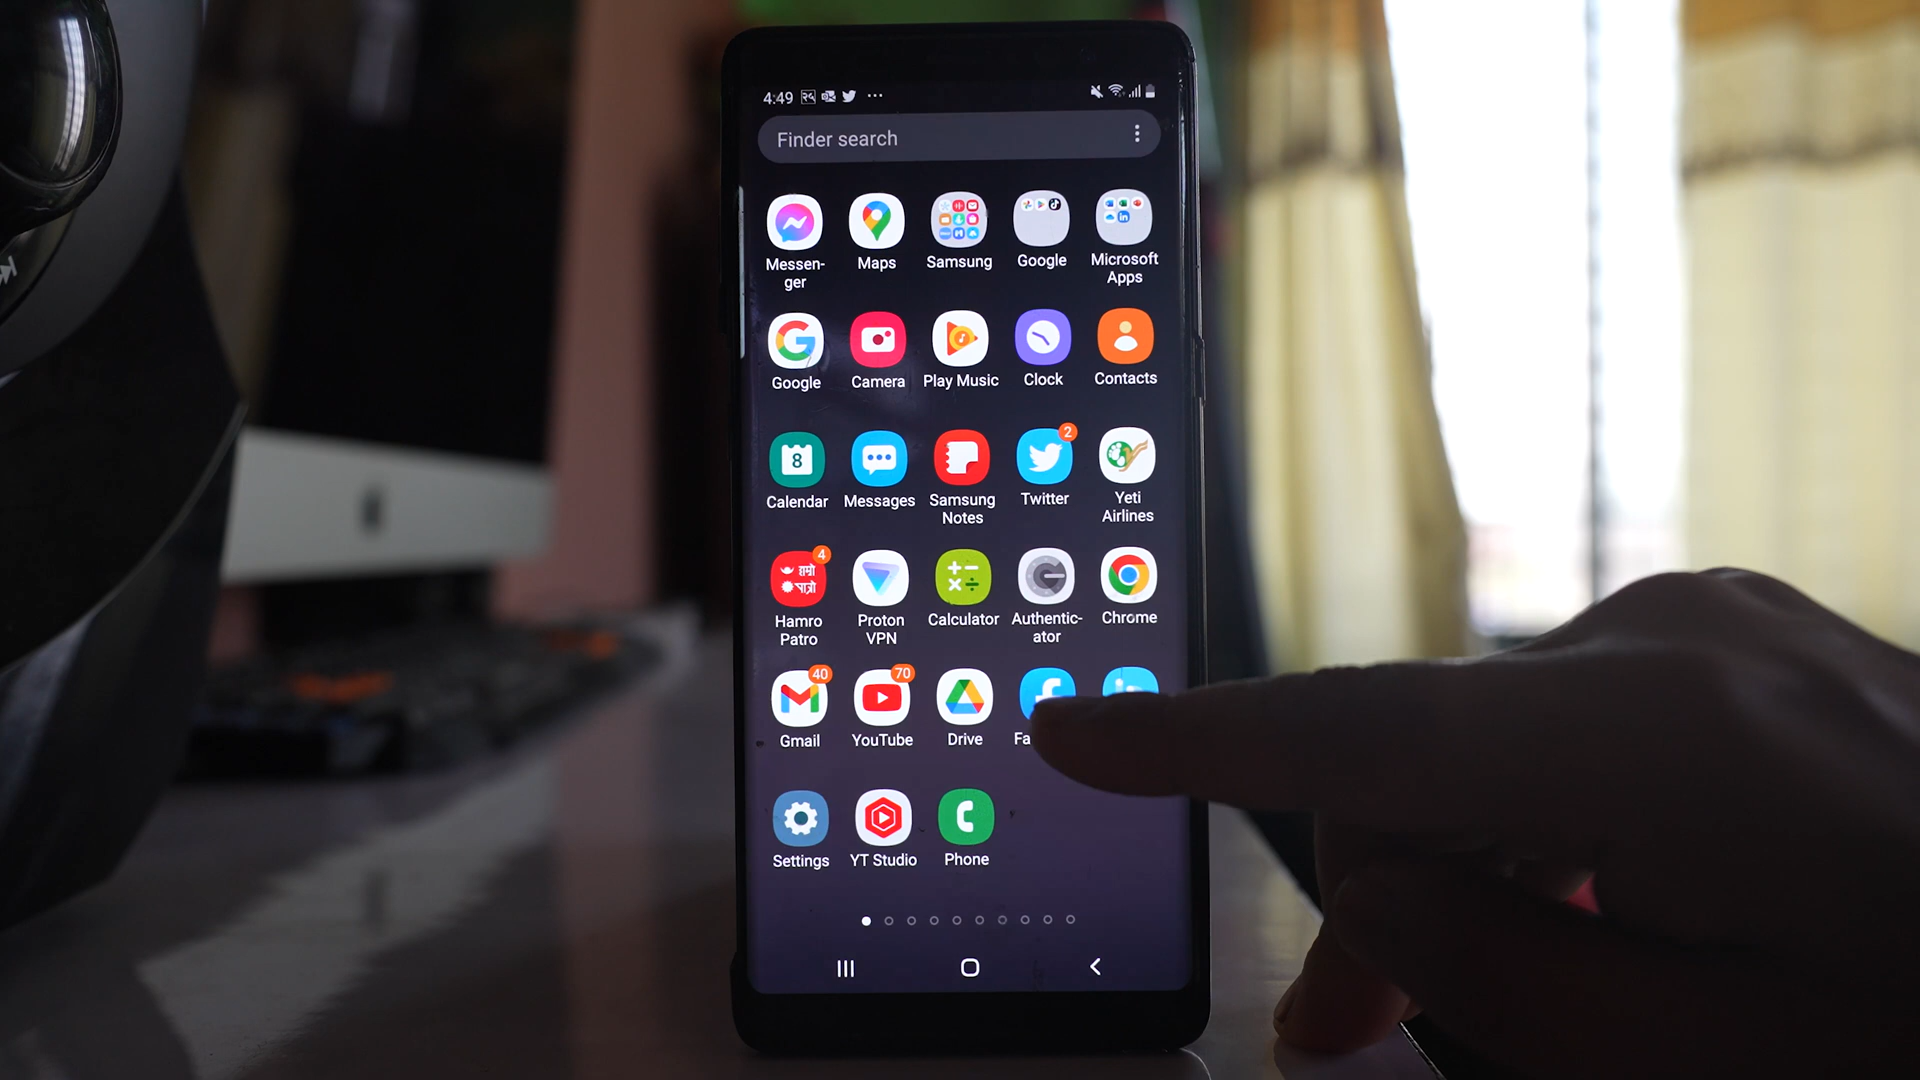 4:49
Finder search
Messen-
ger
Maps
Samsung
Google
Microsoft
Apps
Google
Camera
Play Music
Clock
Contacts
8
Calendar
Messages
Samsung
Notes
2
Twitter
Yeti
Airlines
4
हाम्रो
पात्रो
Hamro
Patro
Proton
VPN
Calculator
Authentic-
ator
Chrome
40
Gmail
70
YouTube
Drive
Fa
Settings
YT Studio
Phone